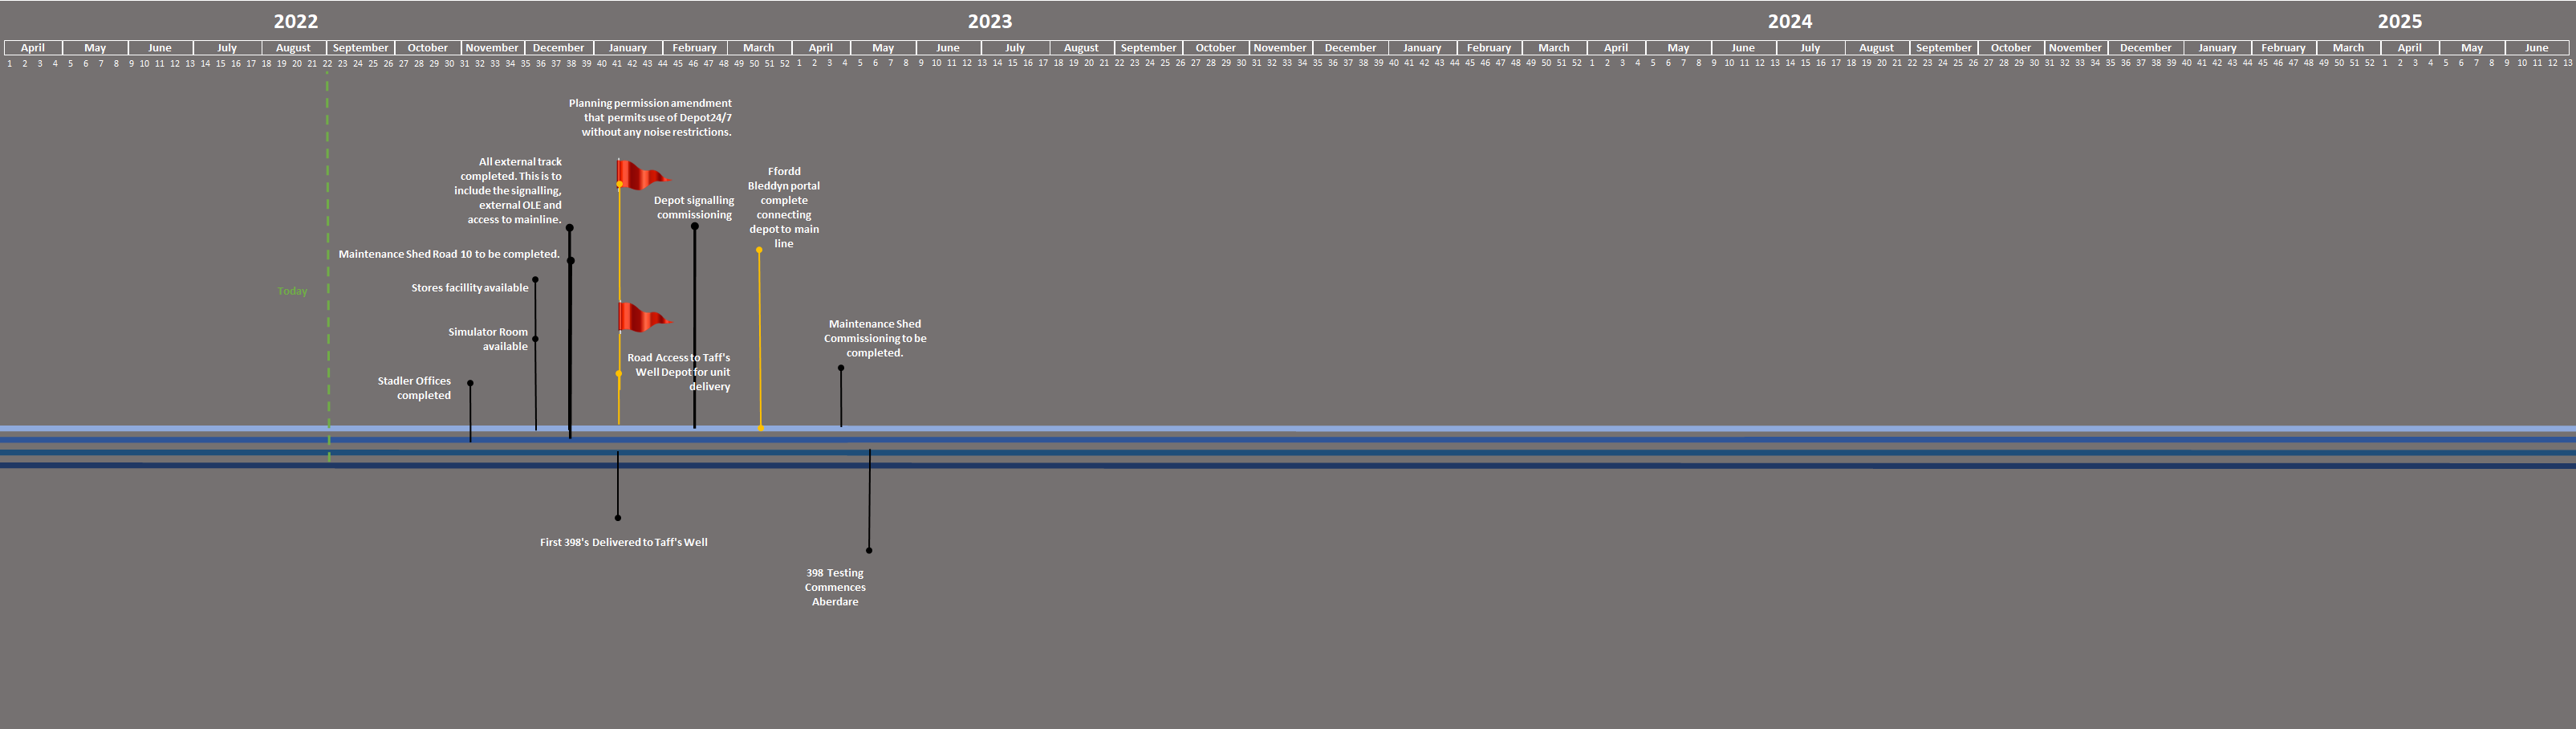 2022 2023 2024 2025
April May June July August September October November December January February March April May June July August September October November December January February March April May June July August September October November December January February March April May June
1 2 3 4 5 6 7 8 9 10 11 12 13 14 15 16 17 18 19 20 21 22 23 24 25 26 27 28 29 30 31 32 33 34 35 36 37 38 39 40 41 42 43 44 45 46 47 48 49 50 51 52 1 2 3 4 5 6 7 8 9 10 11 12 13 14 15 16 17 18 19 20 21 22 23 24 25 26 27 28 29 30 31 32 33 34 35 36 37 38 39 40 41 42 43 44 45 46 47 48 49 50 51 52 1 2 3 4 5 6 7 8 9 10 11 12 13 14 15 16 17 18 19 20 21 22 23 24 25 26 27 28 29 30 31 32 33 34 35 36 37 38 39 40 41 42 43 44 45 46 47 48 49 50 51 52 1 2 3 4 5 6 7 8 9 10 11 12 13
Planning permission amendment
that permits use of Depot24/7
without any noise restrictions.
All external track
completed. This is to
include the signalling,
external OLE and
access to mainline.
Ffordd
Bleddyn portal
complete
connecting
depot to main
line
Depot signalling
commissioning
Maintenance Shed Road 10 to be completed.
Stores facillity available
Today
Simulator Room
available
Maintenance Shed
Commissioning to be
completed.
Road Access to Taff's
Well Depot for unit
delivery
Stadler Offices
completed
First 398's Delivered to Taff's Well
398 Testing
Commences
Aberdare